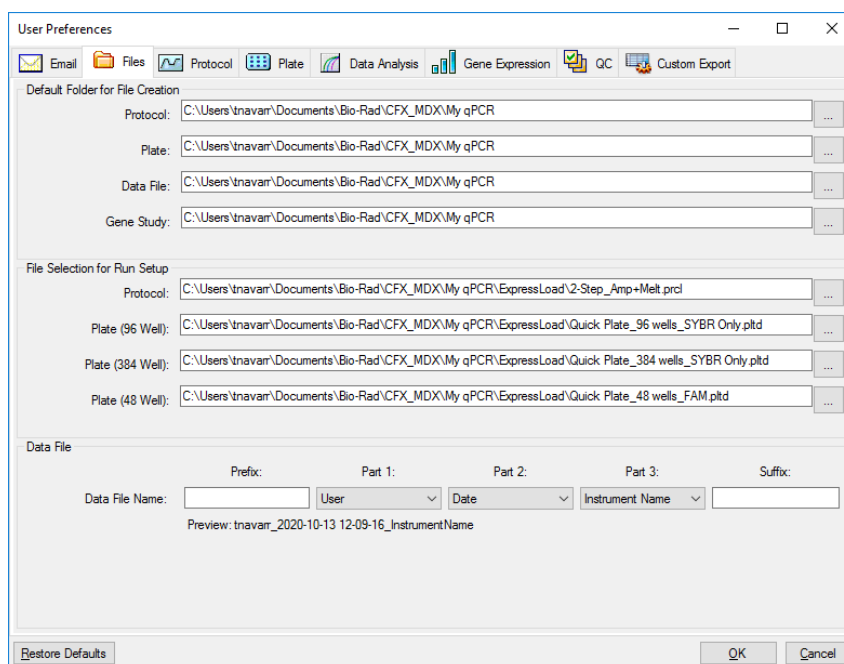 User Preferences
Email Files Protocol Plate Data Analysis Gene Expression QC Custom Export
Default Folder for File Creation
Protocol: C:\Users\tnavarr\Documents\Bio-Rad\CFX_MDX\My qPCR ...
Plate: C:\Users\tnavarr\Documents\Bio-Rad\CFX_MDX\My qPCR ...
Data File: C:\Users\tnavarr\Documents\Bio-Rad\CFX_MDX\My qPCR ...
Gene Study: C:\Users\tnavarr\Documents\Bio-Rad\CFX_MDX\My qPCR ...
File Selection for Run Setup
Protocol: C:\Users\tnavarr\Documents\Bio-Rad\CFX_MDX\My qPCR\ExpressLoad\2-Step_Amp+Melt.prcl ...
Plate (96 Well): C:\Users\tnavarr\Documents\Bio-Rad\CFX_MDX\My qPCR\ExpressLoad\Quick Plate_96 wells_SYBR Only.pltd ...
Plate (384 Well): C:\Users\tnavarr\Documents\Bio-Rad\CFX_MDX\My qPCR\ExpressLoad\Quick Plate_384 wells_SYBR Only.pltd ...
Plate (48 Well): C:\Users\tnavarr\Documents\Bio-Rad\CFX_MDX\My qPCR\ExpressLoad\Quick Plate_48 wells_FAM.pltd ...
Data File
Prefix: Part 1: Part 2: Part 3: Suffix:
Data File Name: User Date Instrument Name
Preview: tnavarr_2020-10-13 12-09-16_InstrumentName
Restore Defaults OK Cancel